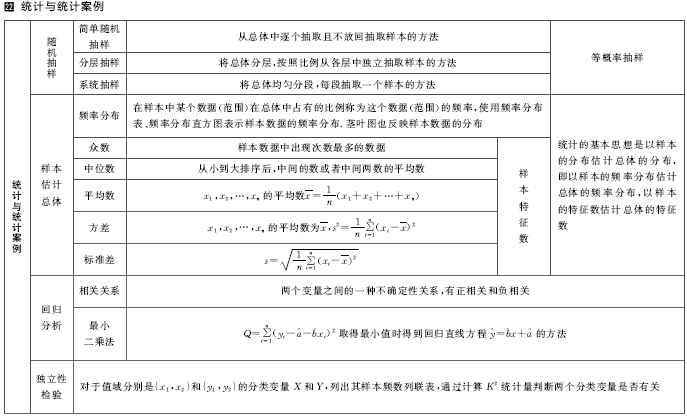 22 统计与统计案例
统计与统计案例
随机抽样
简单随机
抽样
从总体中逐个抽取且不放回抽取样本的方法
等概率抽样
分层抽样
将总体分层,按照比例从各层中独立抽取样本的方法
系统抽样
将总体均匀分段,每段抽取一个样本的方法
样本
估计
总体
频率分布
在样本中某个数据(范围)在总体中占有的比例称为这个数据(范围)的频率,使用频率分布
表、频率分布直方图表示样本数据的频率分布.茎叶图也反映样本数据的分布
统计的基本思想是以样本
的分布估计总体的分布,
即以样本的频率分布估计
总体的频率分布,以样本
的特征数估计总体的特征
数
众数
样本数据中出现次数最多的数据
样本特征数
中位数
从小到大排序后,中间的数或者中间两数的平均数
平均数
x₁,x₂,…,xₙ的平均数x̅=1/n(x₁+x₂+…+xₙ)
方差
x₁,x₂,…,xₙ的平均数为x̅,s²=1/n∑ᵢ₌₁ⁿ(xᵢ-x̅)²
标准差
s=√(1/n∑ᵢ₌₁ⁿ(xᵢ-x̅)²)
回归
分析
相关关系
两个变量之间的一种不确定性关系,有正相关和负相关
最小
二乘法
Q=∑ᵢ₌₁ⁿ(yᵢ-â-b̂xᵢ)²取得最小值时得到回归直线方程ŷ=b̂x+â的方法
独立性
检验
对于值域分别是{x₁,x₂}和{y₁,y₂}的分类变量X和Y,列出其样本频数列联表,通过计算K²统计量判断两个分类变量是否有关